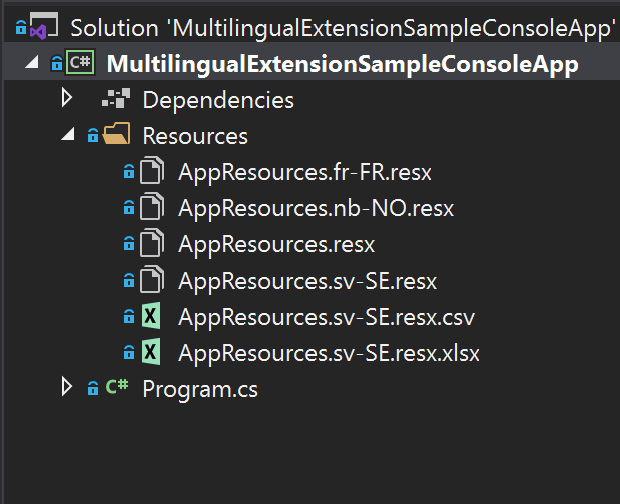 Solution 'MultilingualExtensionSampleConsoleApp'
C# MultilingualExtensionSampleConsoleApp
Dependencies
Resources
AppResources.fr-FR.resx
AppResources.nb-NO.resx
AppResources.resx
AppResources.sv-SE.resx
X AppResources.sv-SE.resx.csv
X AppResources.sv-SE.resx.xlsx
C# Program.cs